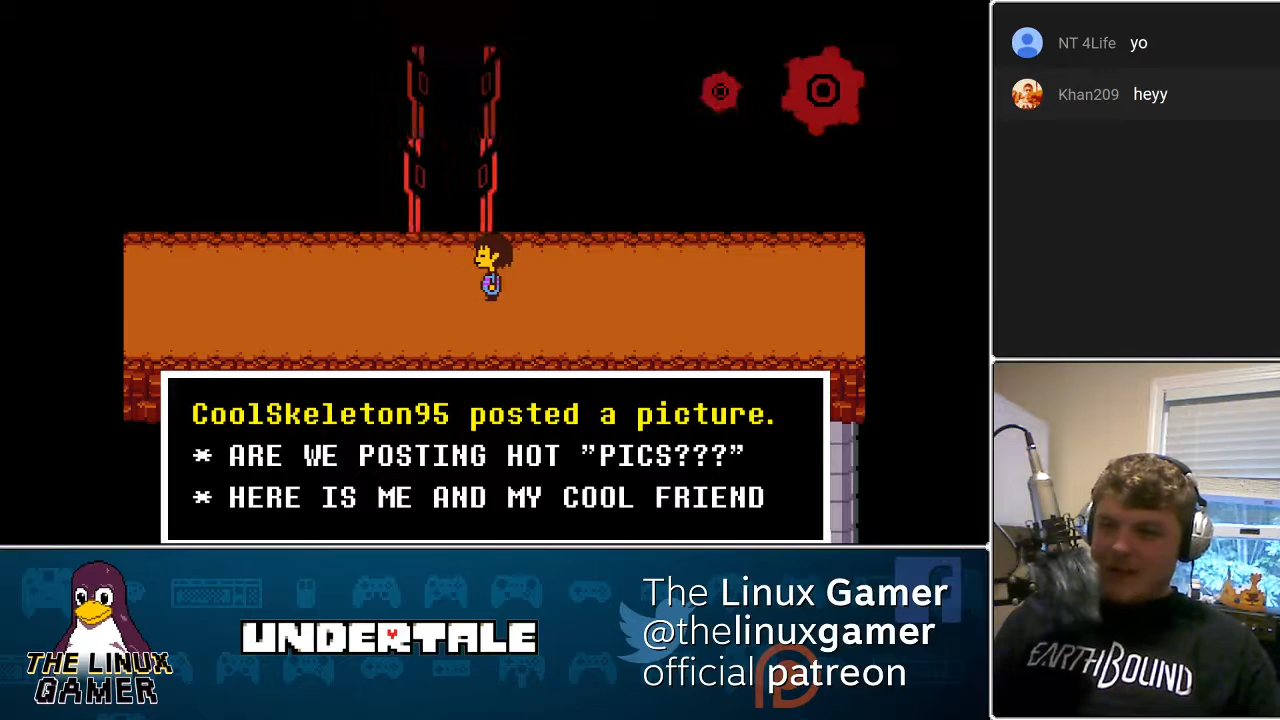 NT 4Life yo
Khan209 heyy
CoolSkeleton95 posted a picture.
* ARE WE POSTING HOT "PICS???"
* HERE IS ME AND MY COOL FRIEND
THE LINUX
GAMER
UNDERTALE
The Linux Gamer
@thelinuxgamer
official patreon
EARTHBOUND